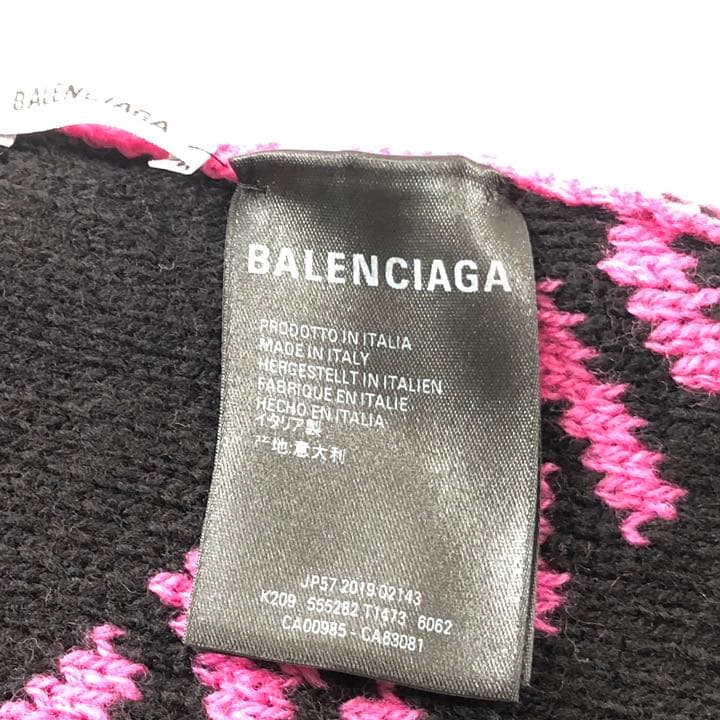 BALENCIAGA
BALENCIAGA
PRODOTTO IN ITALIA
MADE IN ITALY
HERGESTELLT IN ITALIEN
FABRIQUE EN ITALIE
HECHO EN ITALIA
イタリア製
产地:意大利
JP57 2019 02143
K209 555282 T1473 6062
CA00985 - CA83081